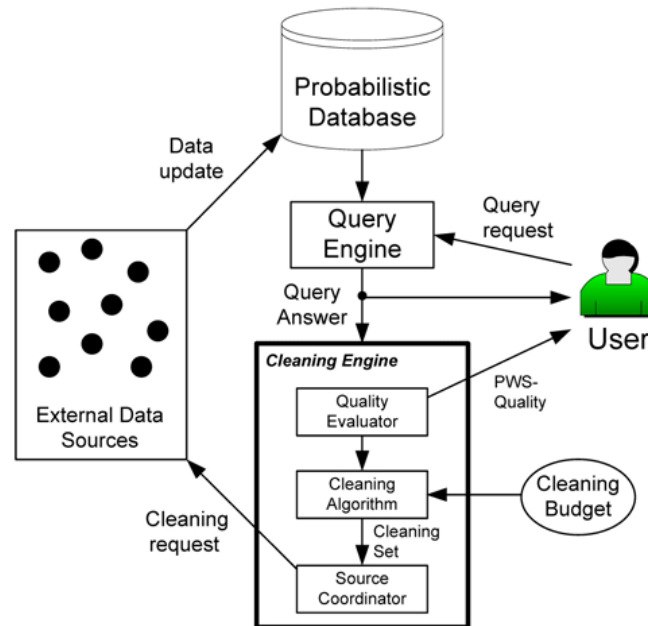 Probabilistic
Database
Data
update
Query
Engine
Query
request
Query
Answer
User
Cleaning Engine
Quality
Evaluator
PWS-
Quality
External Data
Sources
Cleaning
Algorithm
Cleaning
Budget
Cleaning
request
Cleaning
Set
Source
Coordinator